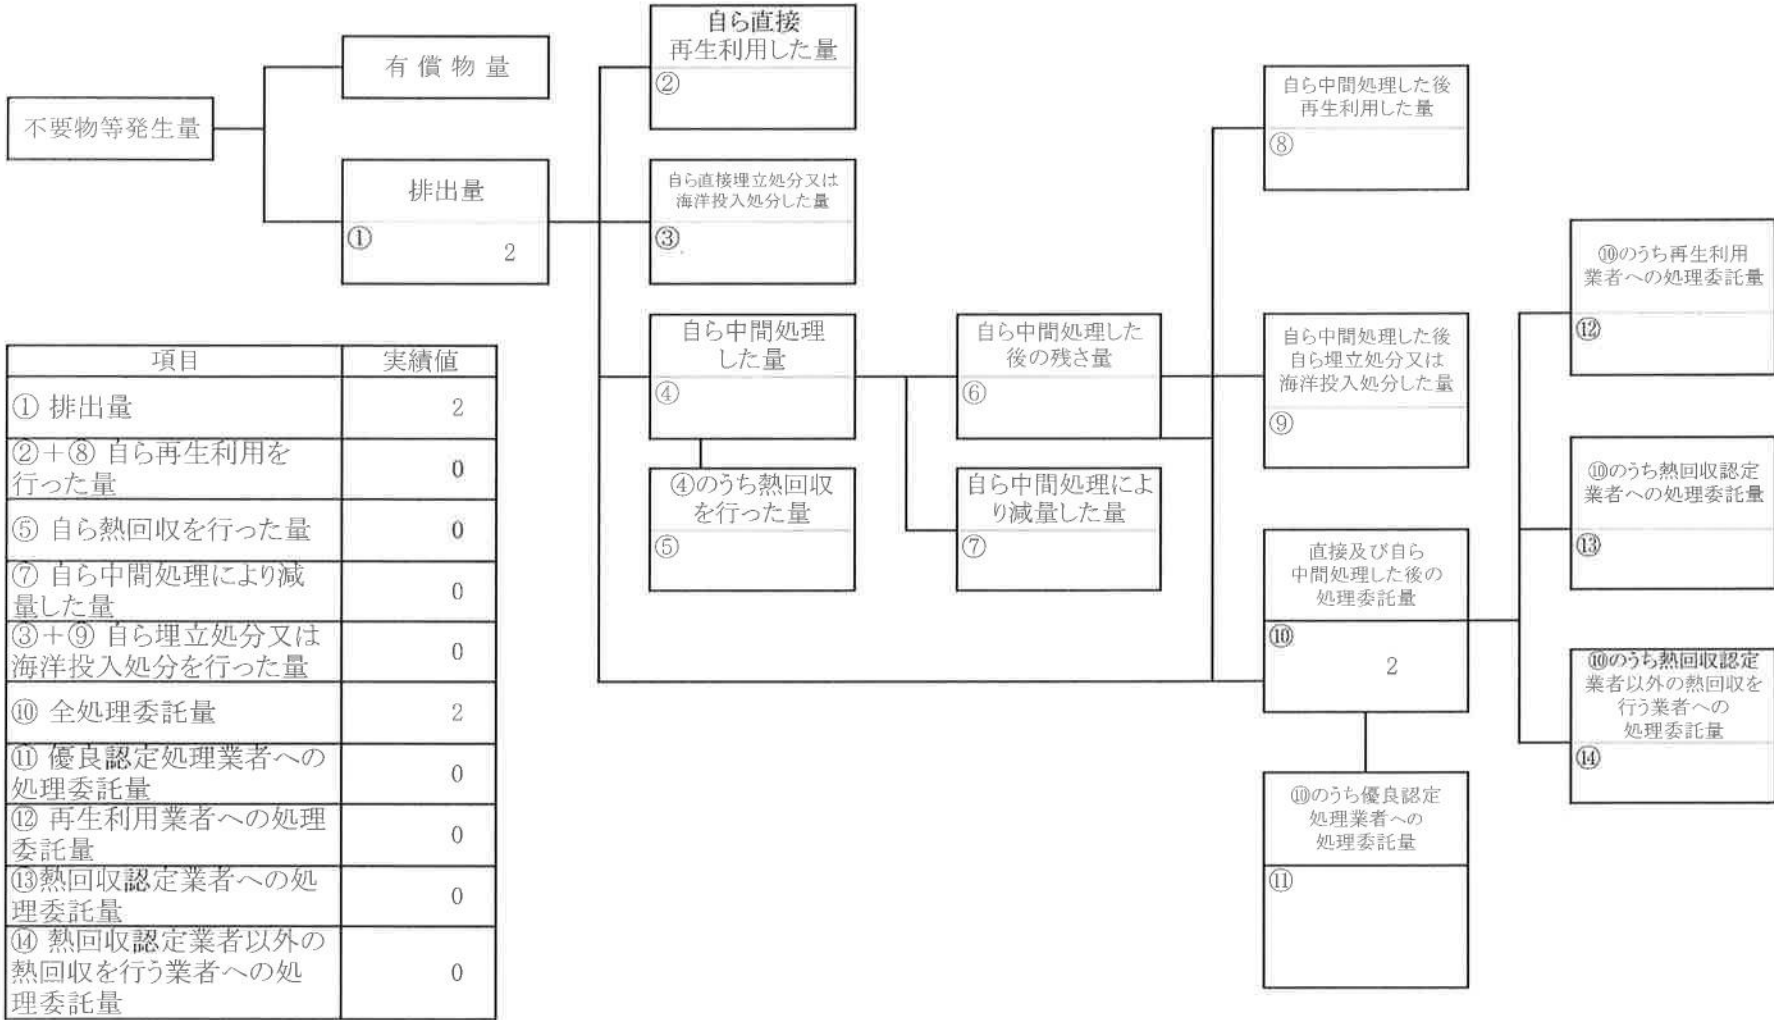 不要物等発生量
有償物量
排出量
①
2
自ら直接
再生利用した量
②
自ら直接埋立処分又は
海洋投入処分した量
③
自ら中間処理
した量
④
④のうち熱回収
を行った量
⑤
自ら中間処理した
後の残さ量
⑥
自ら中間処理によ
り減量した量
⑦
自ら中間処理した後
再生利用した量
⑧
自ら中間処理した後
自ら埋立処分又は
海洋投入処分した量
⑨
直接及び自ら
中間処理した後の
処理委託量
⑩
2
⑩のうち優良認定
処理業者への
処理委託量
⑪
⑩のうち再生利用
業者への処理委託量
⑫
⑩のうち熱回収認定
業者への処理委託量
⑬
⑩のうち熱回収認定
業者以外の熱回収を
行う業者への
処理委託量
⑭
項目 実績値
① 排出量 2
②+⑧ 自ら再生利用を
行った量 0
⑤ 自ら熱回収を行った量 0
⑦ 自ら中間処理により減
量した量 0
③+⑨ 自ら埋立処分又は
海洋投入処分を行った量 0
⑩ 全処理委託量 2
⑪ 優良認定処理業者への
処理委託量 0
⑫ 再生利用業者への処理
委託量 0
⑬熱回収認定業者への処
理委託量 0
⑭ 熱回収認定業者以外の
熱回収を行う業者への処
理委託量 0